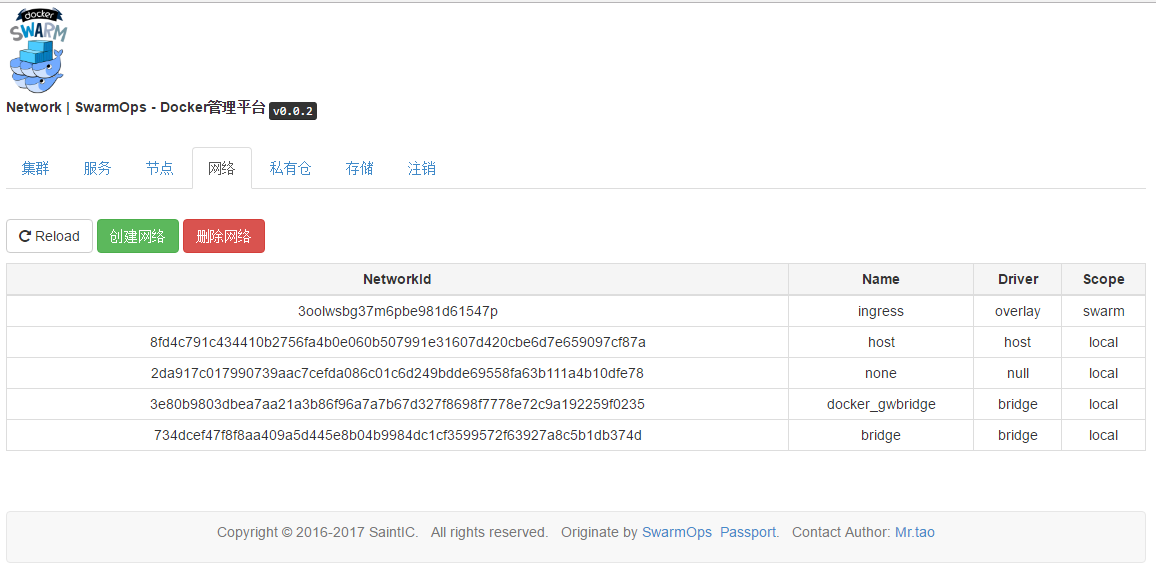 docker
SWARM
Network | SwarmOps - Docker管理平台 v0.0.2
集群 服务 节点 网络 私有仓 存储 注销
Reload 创建网络 删除网络
NetworkId Name Driver Scope
3oolwsbg37m6pbe981d61547p ingress overlay swarm
8fd4c791c434410b2756fa4b0e060b507991e31607d420cbe6d7e659097cf87a host host local
2da917c017990739aac7cefda086c01c6d249bdde69558fa63b111a4b10dfe78 none null local
3e80b9803dbea7aa21a3b86f96a7a7b67d327f8698f7778e72c9a192259f0235 docker_gwbridge bridge local
734dcef47f8f8aa409a5d445e8b04b9984dc1cf3599572f63927a8c5b1db374d bridge bridge local
Copyright © 2016-2017 SaintIC. All rights reserved. Originate by SwarmOps Passport. Contact Author: Mr.tao